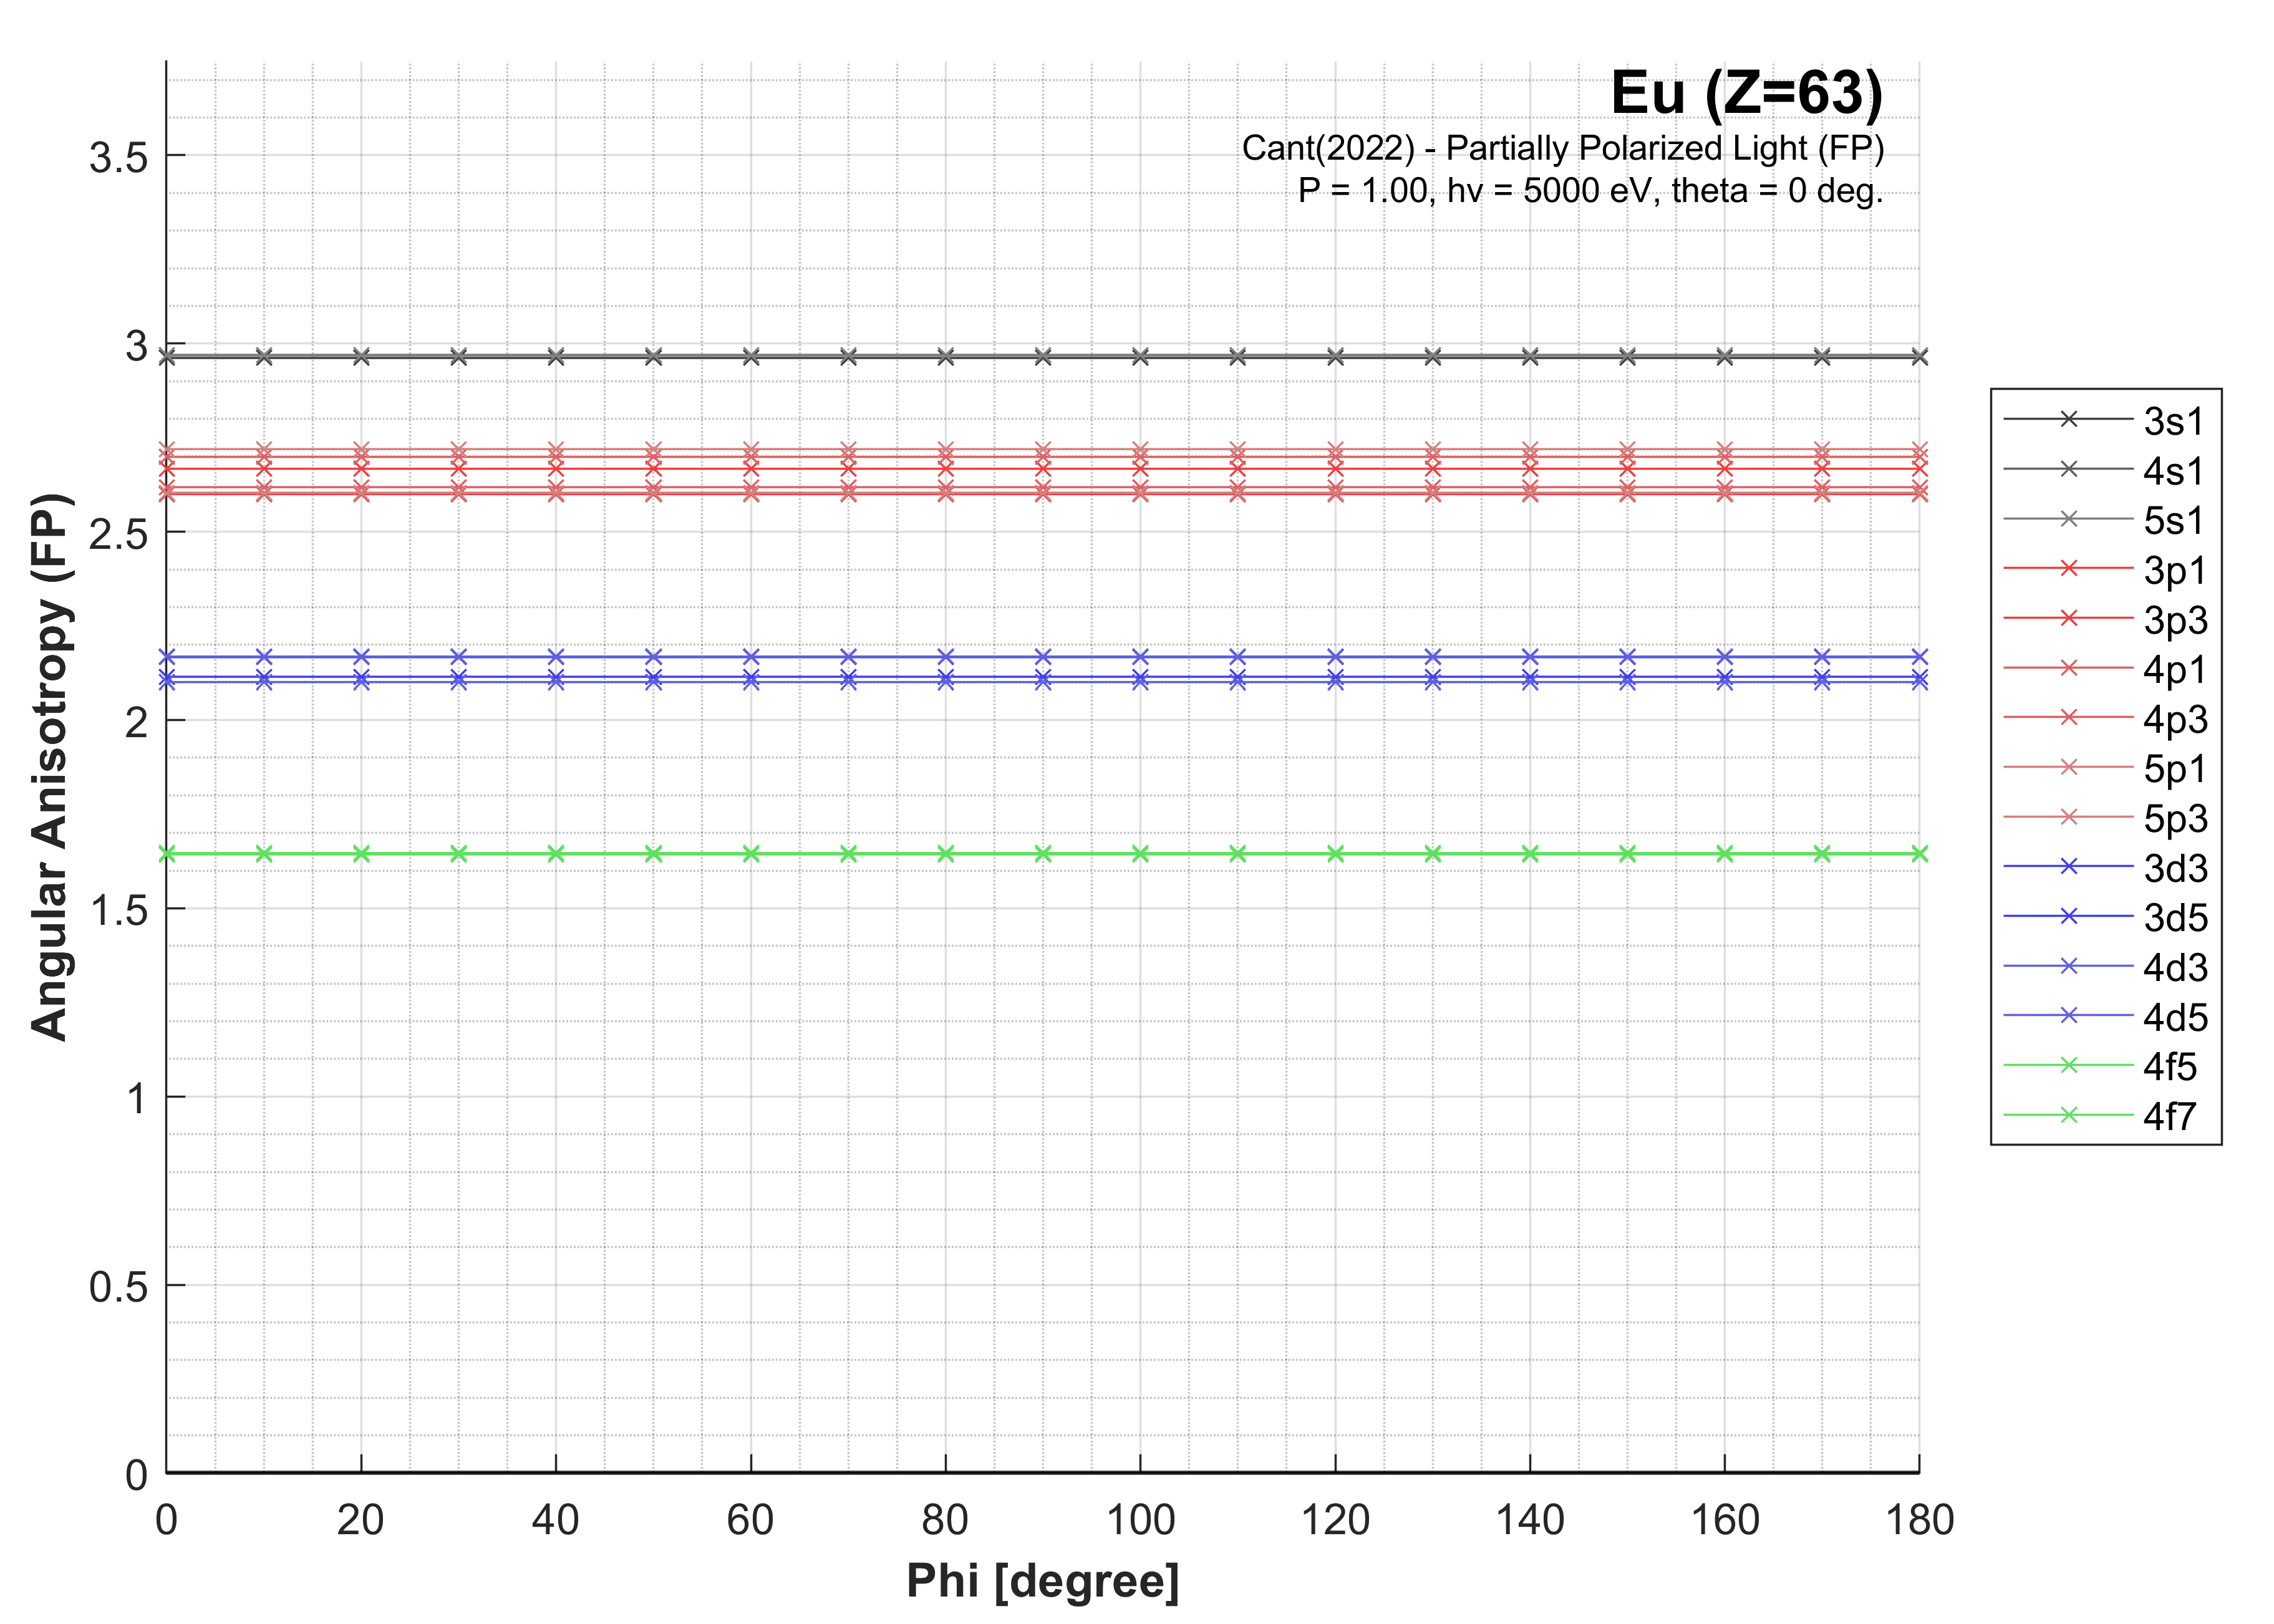 Eu (Z=63)
Cant(2022) - Partially Polarized Light (FP)
P = 1.00, hv = 5000 eV, theta = 0 deg.
Angular Anisotropy (FP)
3.5
3
2.5
2
1.5
1
0.5
0
0 20 40 60 80 100 120 140 160 180
Phi [degree]
3s1
4s1
5s1
3p1
3p3
4p1
4p3
5p1
5p3
3d3
3d5
4d3
4d5
4f5
4f7